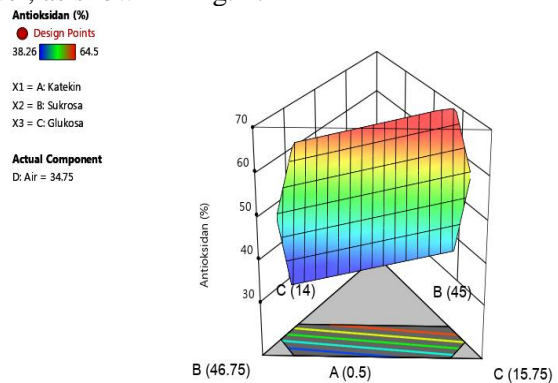 Antioksidan (%)
Design Points
38.26 64.5
X1 = A: Katekin
X2 = B: Sukrosa
X3 = C: Glukosa
Actual Component
D: Air = 34.75
70
60
50
40
30
Antioksidan (%)
C (14)
B (45)
B (46.75)
A (0.5)
C (15.75)